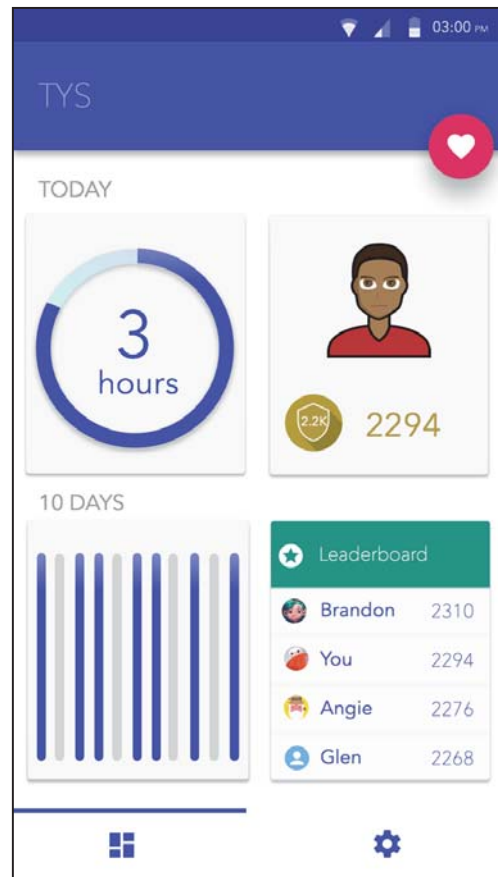 03:00 PM
TYS
TODAY
3
hours
2.2K
2294
10 DAYS
Leaderboard
Brandon 2310
You 2294
Angie 2276
Glen 2268